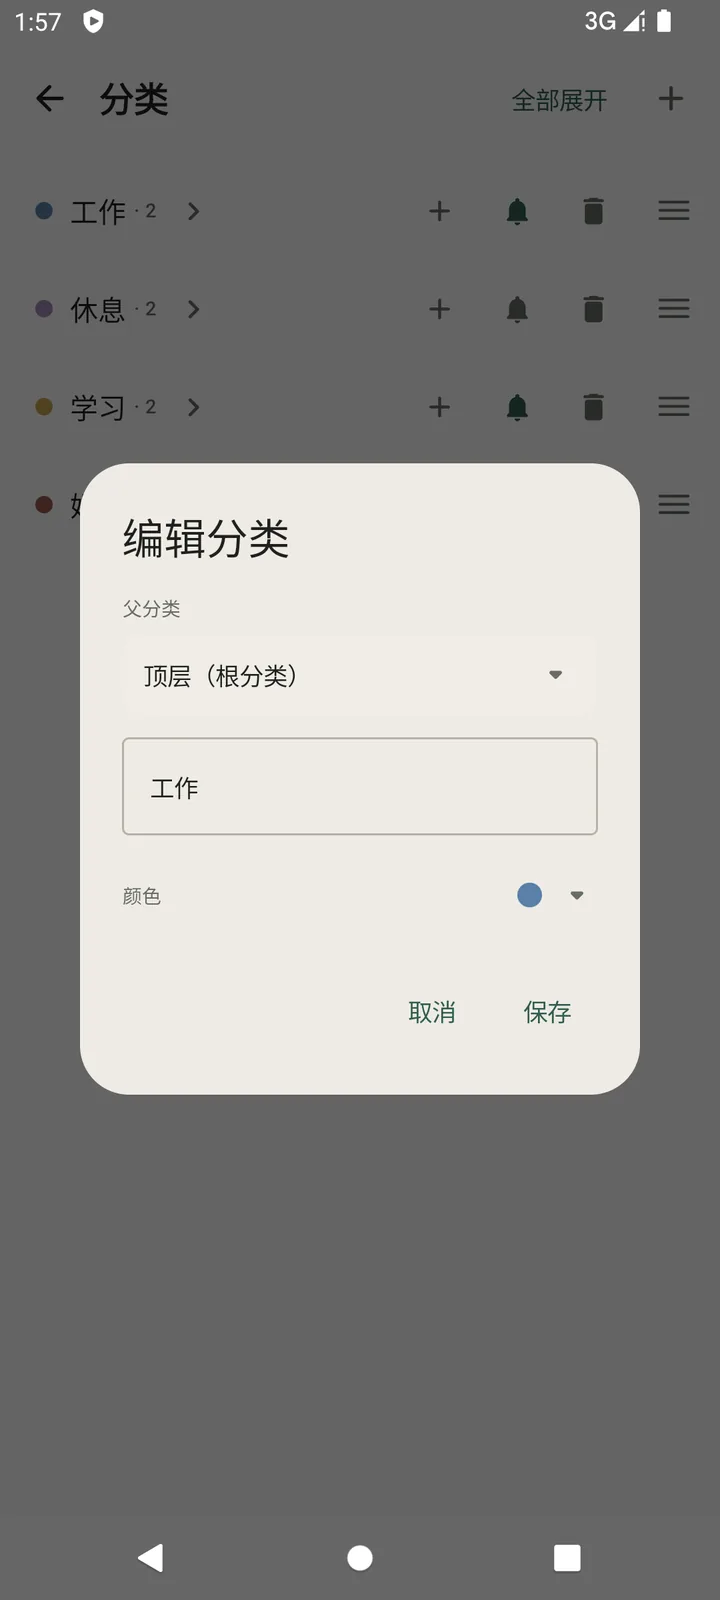 1:57
3G
分类
全部展开
工作 · 2
休息 · 2
学习 · 2
编辑分类
父分类
顶层（根分类）
工作
颜色
取消
保存